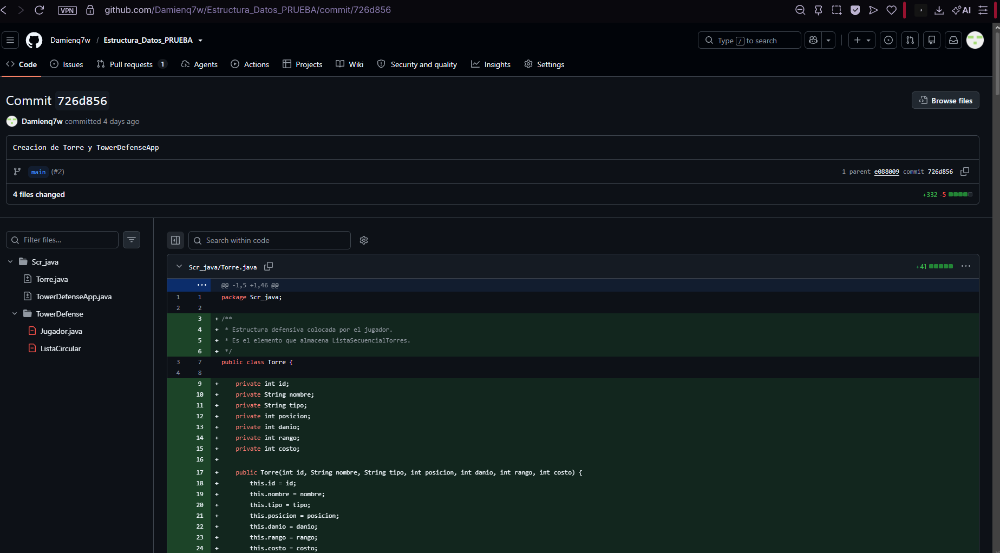 VPN github.com/Damienq7w/Estructura_Datos_PRUEBA/commit/726d856 AI
Damienq7w / Estructura_Datos_PRUEBA Type / to search
Code Issues Pull requests 1 Agents Actions Projects Wiki Security and quality Insights Settings
Commit 726d856 Browse files
Damienq7w committed 4 days ago
Creacion de Torre y TowerDefenseApp
main (#2) 1 parent e088009 commit 726d856
4 files changed +332 -5
Filter files... Search within code
Scr_java
Torre.java
TowerDefenseApp.java
TowerDefense
Jugador.java
ListaCircular
Scr_java/Torre.java +41
@@ -1,5 +1,46 @@
1 1 package Scr_java;
2 2
3 + /**
4 + * Estructura defensiva colocada por el jugador.
5 + * Es el elemento que almacena ListaSecuencialTorres.
6 + */
3 7 public class Torre {
4 8
9 + private int id;
10 + private String nombre;
11 + private String tipo;
12 + private int posicion;
13 + private int danio;
14 + private int rango;
15 + private int costo;
16 +
17 + public Torre(int id, String nombre, String tipo, int posicion, int danio, int rango, int costo) {
18 + this.id = id;
19 + this.nombre = nombre;
20 + this.tipo = tipo;
21 + this.posicion = posicion;
22 + this.danio = danio;
23 + this.rango = rango;
24 + this.costo = costo;